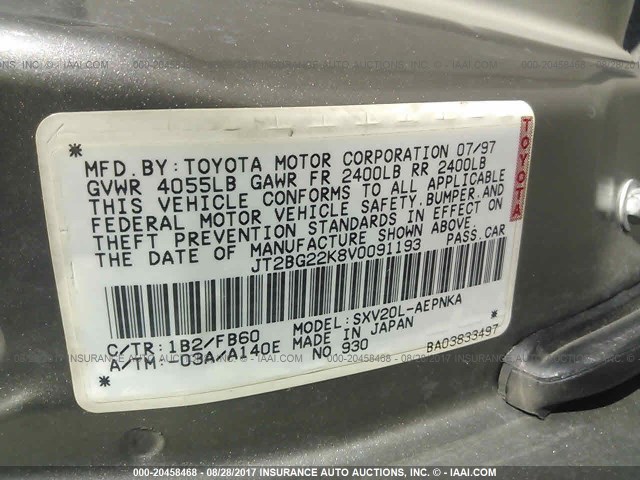 MFD. BY: TOYOTA MOTOR CORPORATION 07/97
GVWR 4055LB GAWR FR 2400LB RR 2400LB
THIS VEHICLE CONFORMS TO ALL APPLICABLE
FEDERAL MOTOR VEHICLE SAFETY, BUMPER, AND
THEFT PREVENTION STANDARDS IN EFFECT ON
THE DATE OF MANUFACTURE SHOWN ABOVE.
JT2BG22K8V0091193 PASS.CAR
C/TR:1B2/FB60 MODEL:SXV20L-AEPNKA
A/TM:-03A/A140E MADE IN JAPAN
NO 930 BA03833497
TOYOTA
000-20458468 - 08/28/2017 - INSURANCE AUTO AUCTIONS, INC. - © - IAAI.COM